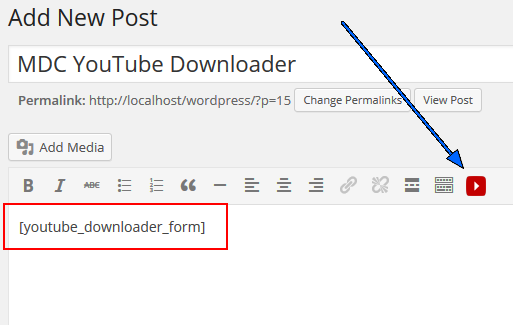 Add New Post
MDC YouTube Downloader
Permalink: http://localhost/wordpress/?p=15 Change Permalinks View Post
Add Media
B I ABC
[youtube_downloader_form]